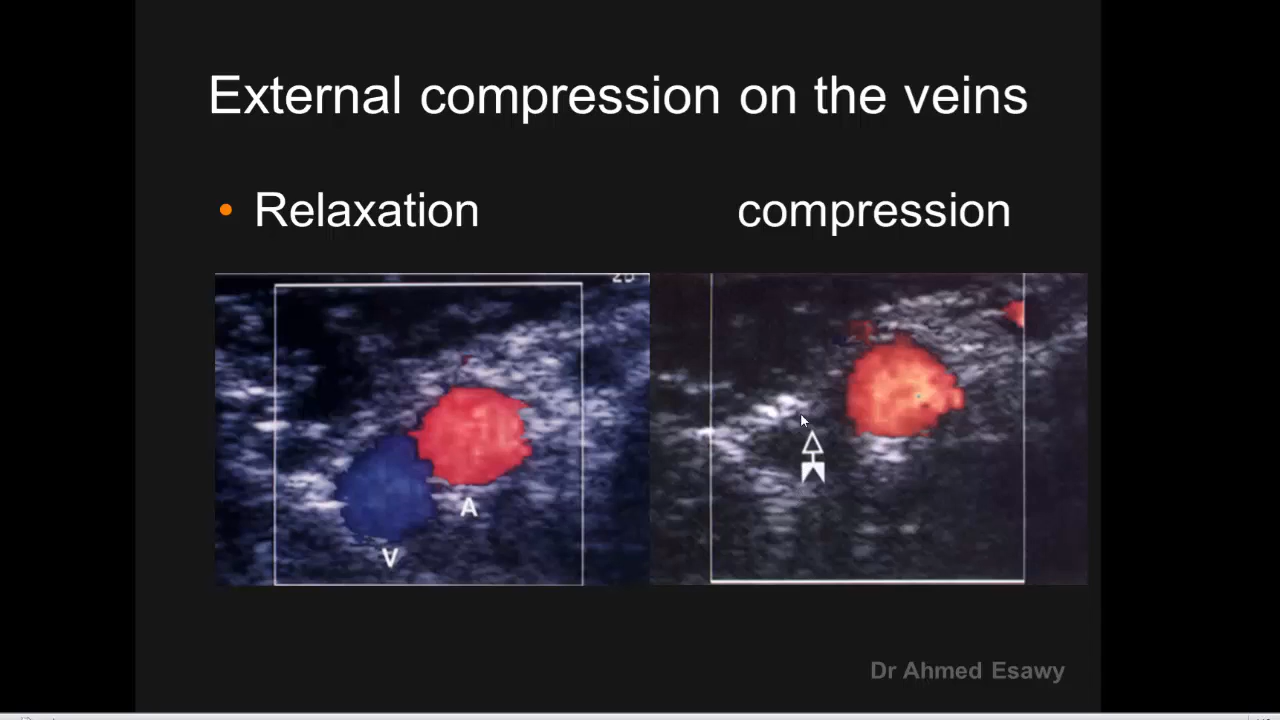 External compression on the veins
• Relaxation compression
A
V
Dr Ahmed Esawy